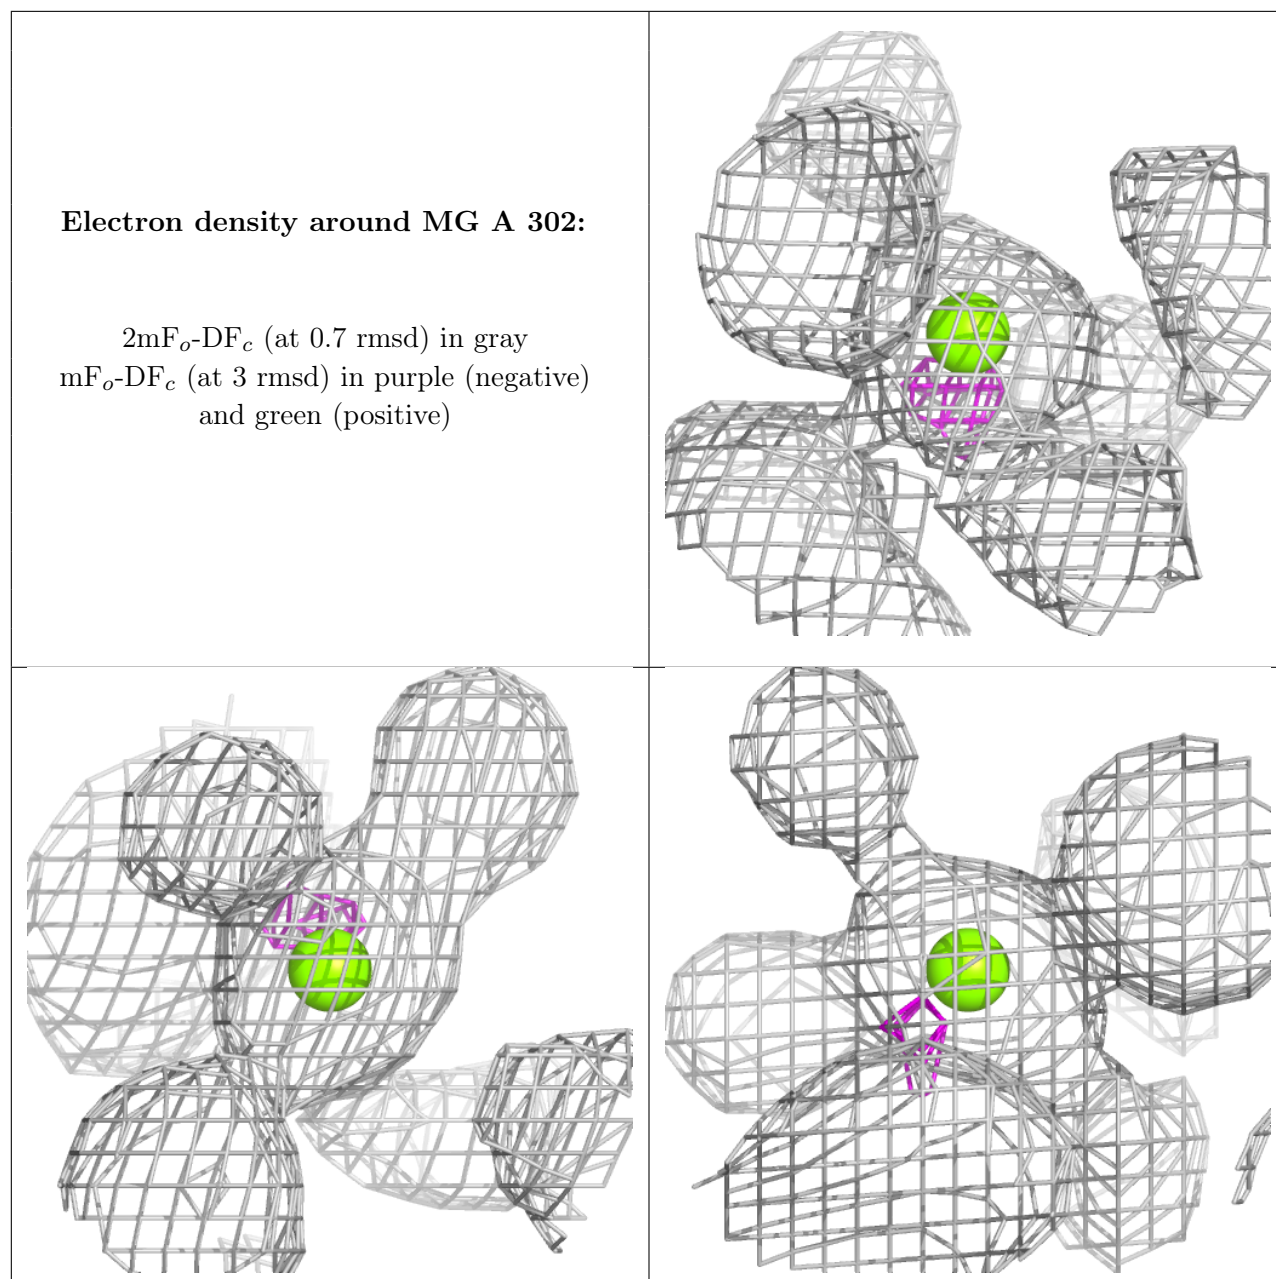 Electron density around MG A 302:
2mFo-DFc (at 0.7 rmsd) in gray
mFo-DFc (at 3 rmsd) in purple (negative)
and green (positive)